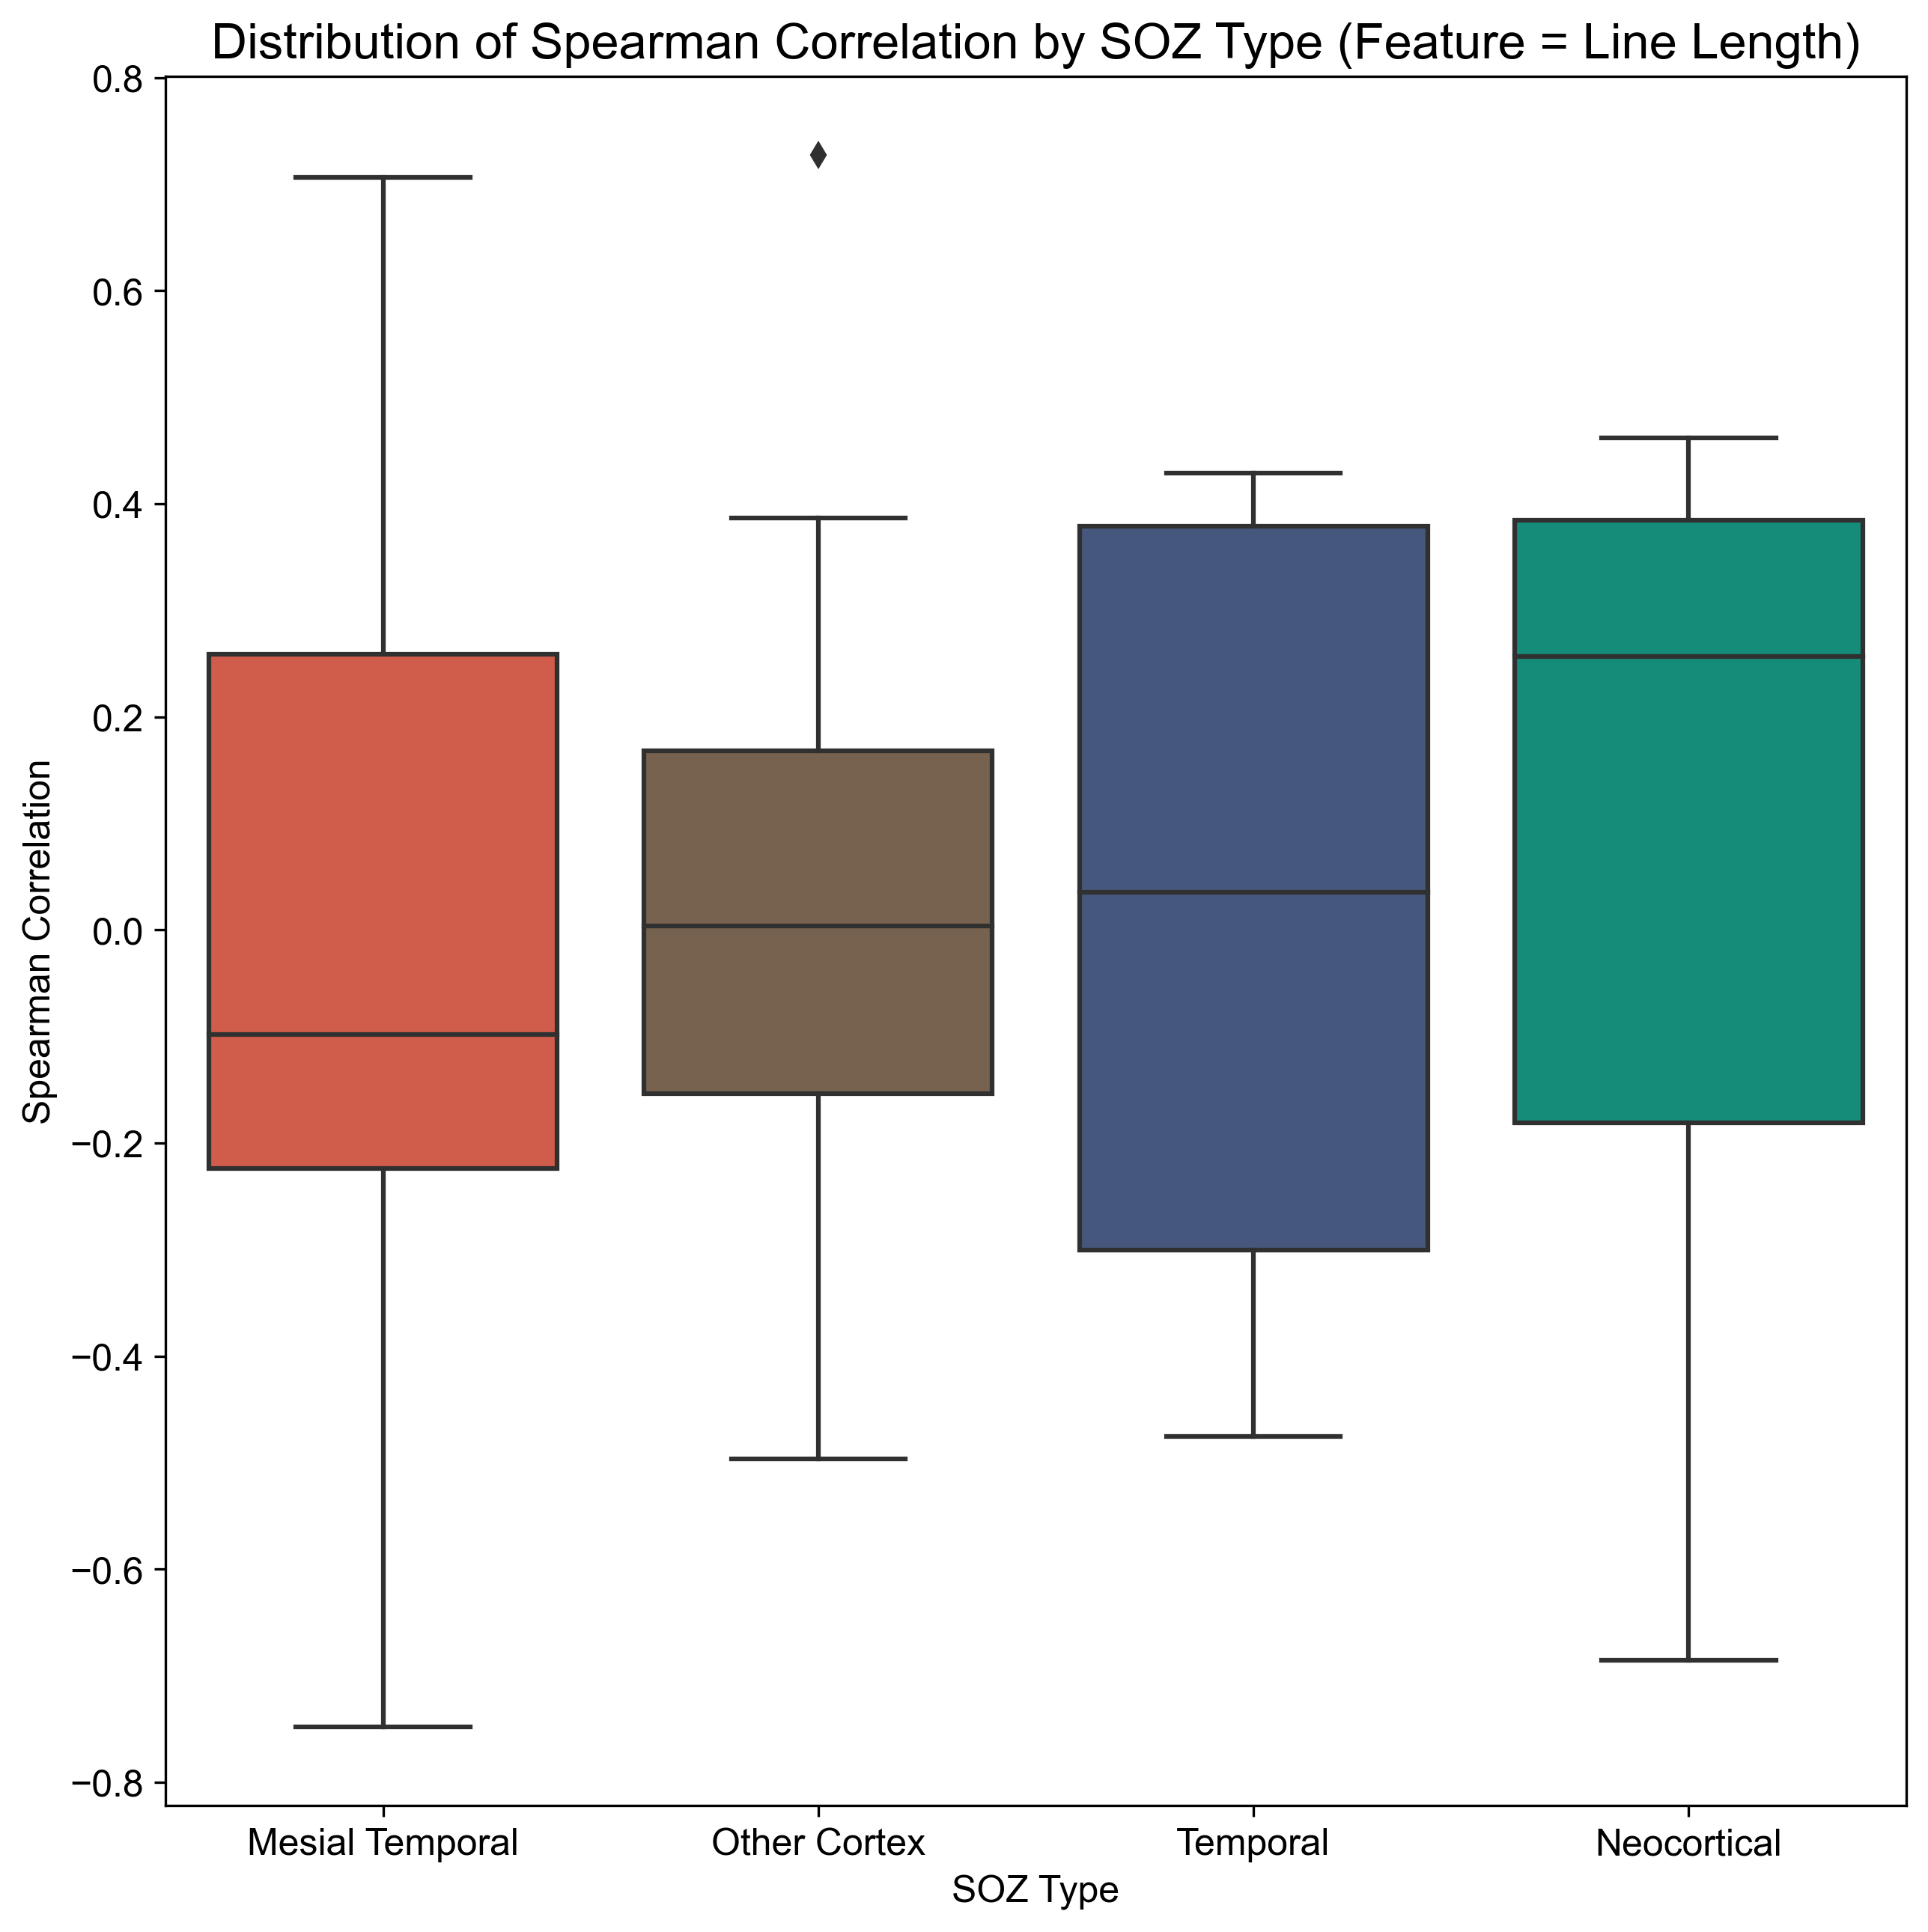 Distribution of Spearman Correlation by SOZ Type (Feature = Line Length)
0.8
0.6
0.4
0.2
0.0
−0.2
−0.4
−0.6
−0.8
Spearman Correlation
Mesial Temporal
Other Cortex
Temporal
Neocortical
SOZ Type